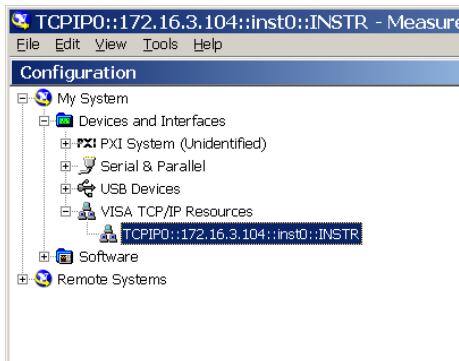 TCPIP0::172.16.3.104::inst0::INSTR - Measure
File Edit View Tools Help
Configuration
My System
Devices and Interfaces
PXI PXI System (Unidentified)
Serial & Parallel
USB Devices
VISA TCP/IP Resources
TCPIP0::172.16.3.104::inst0::INSTR
Software
Remote Systems